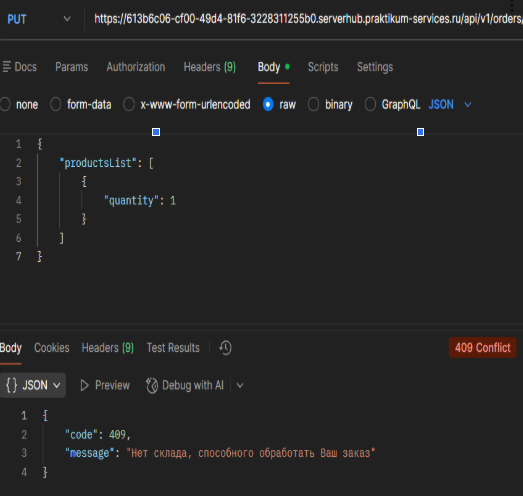 PUT https://613b6c06-cf00-49d4-81f6-3228311255b0.serverhub.praktikum-services.ru/api/v1/orders/
Docs Params Authorization Headers (9) Body Scripts Settings
none form-data x-www-form-urlencoded raw binary GraphQL JSON
1 {
2 "productsList": [
3 {
4 "quantity": 1
5 }
6 ]
7 }
Body Cookies Headers (9) Test Results 409 Conflict
{} JSON Preview Debug with AI
1 {
2 "code": 409,
3 "message": "Нет склада, способного обработать Ваш заказ"
4 }